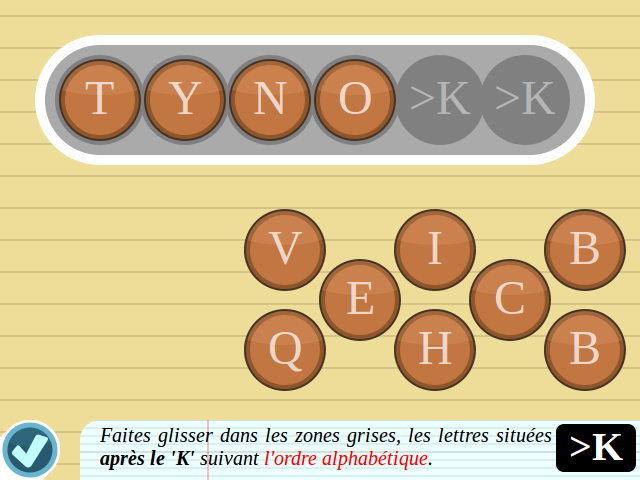 T Y N O >K >K
V I B
E C
Q H B
Faites glisser dans les zones grises, les lettres situées
après le 'K' suivant l'ordre alphabétique.
>K